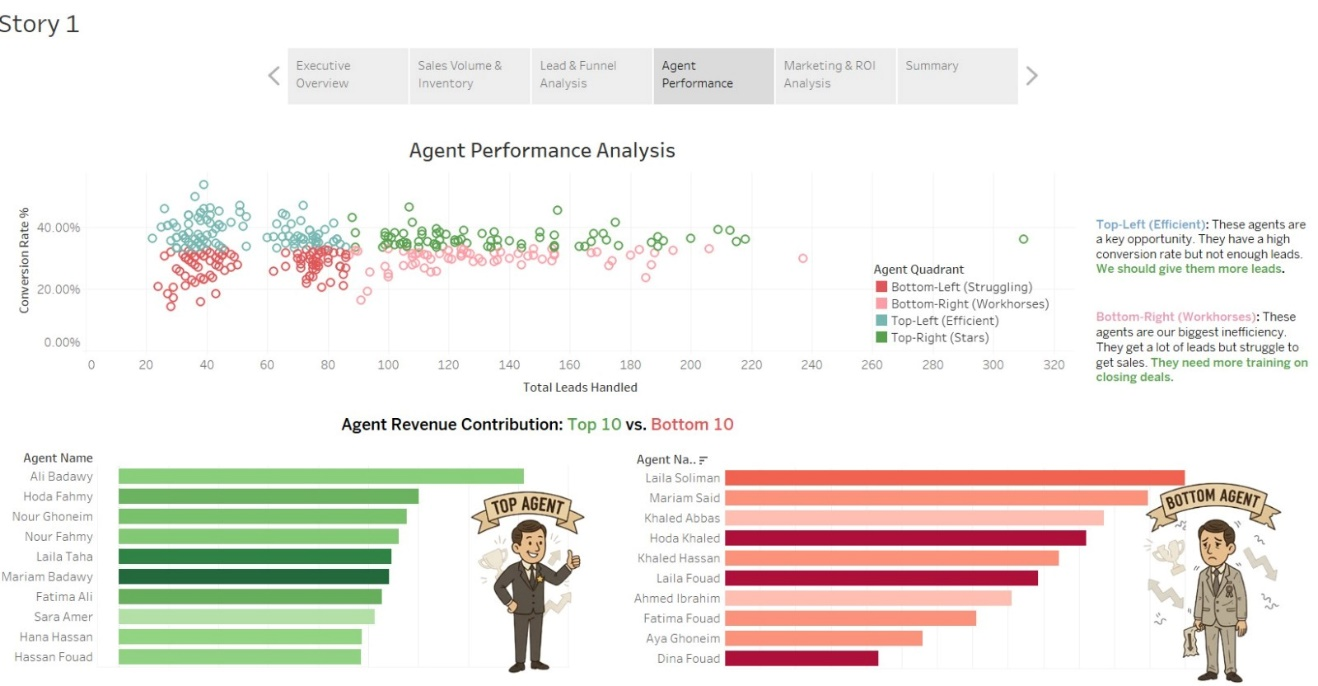 Story 1
Executive
Overview
Sales Volume &
Inventory
Lead & Funnel
Analysis
Agent
Performance
Marketing & ROI
Analysis
Summary
Agent Performance Analysis
Conversion Rate %
40.00%
20.00%
0.00%
0 20 40 60 80 100 120 140 160 180 200 220 240 260 280 300 320
Total Leads Handled
Agent Quadrant
Bottom-Left (Struggling)
Bottom-Right (Workhorses)
Top-Left (Efficient)
Top-Right (Stars)
Top-Left (Efficient): These agents are
a key opportunity. They have a high
conversion rate but not enough leads.
We should give them more leads.
Bottom-Right (Workhorses): These
agents are our biggest inefficiency.
They get a lot of leads but struggle to
get sales. They need more training on
closing deals.
Agent Revenue Contribution: Top 10 vs. Bottom 10
Agent Name
Ali Badawy
Hoda Fahmy
Nour Ghoneim
Nour Fahmy
Laila Taha
Mariam Badawy
Fatima Ali
Sara Amer
Hana Hassan
Hassan Fouad
TOP AGENT
Agent Na..
Laila Soliman
Mariam Said
Khaled Abbas
Hoda Khaled
Khaled Hassan
Laila Fouad
Ahmed Ibrahim
Fatima Fouad
Aya Ghoneim
Dina Fouad
BOTTOM AGENT